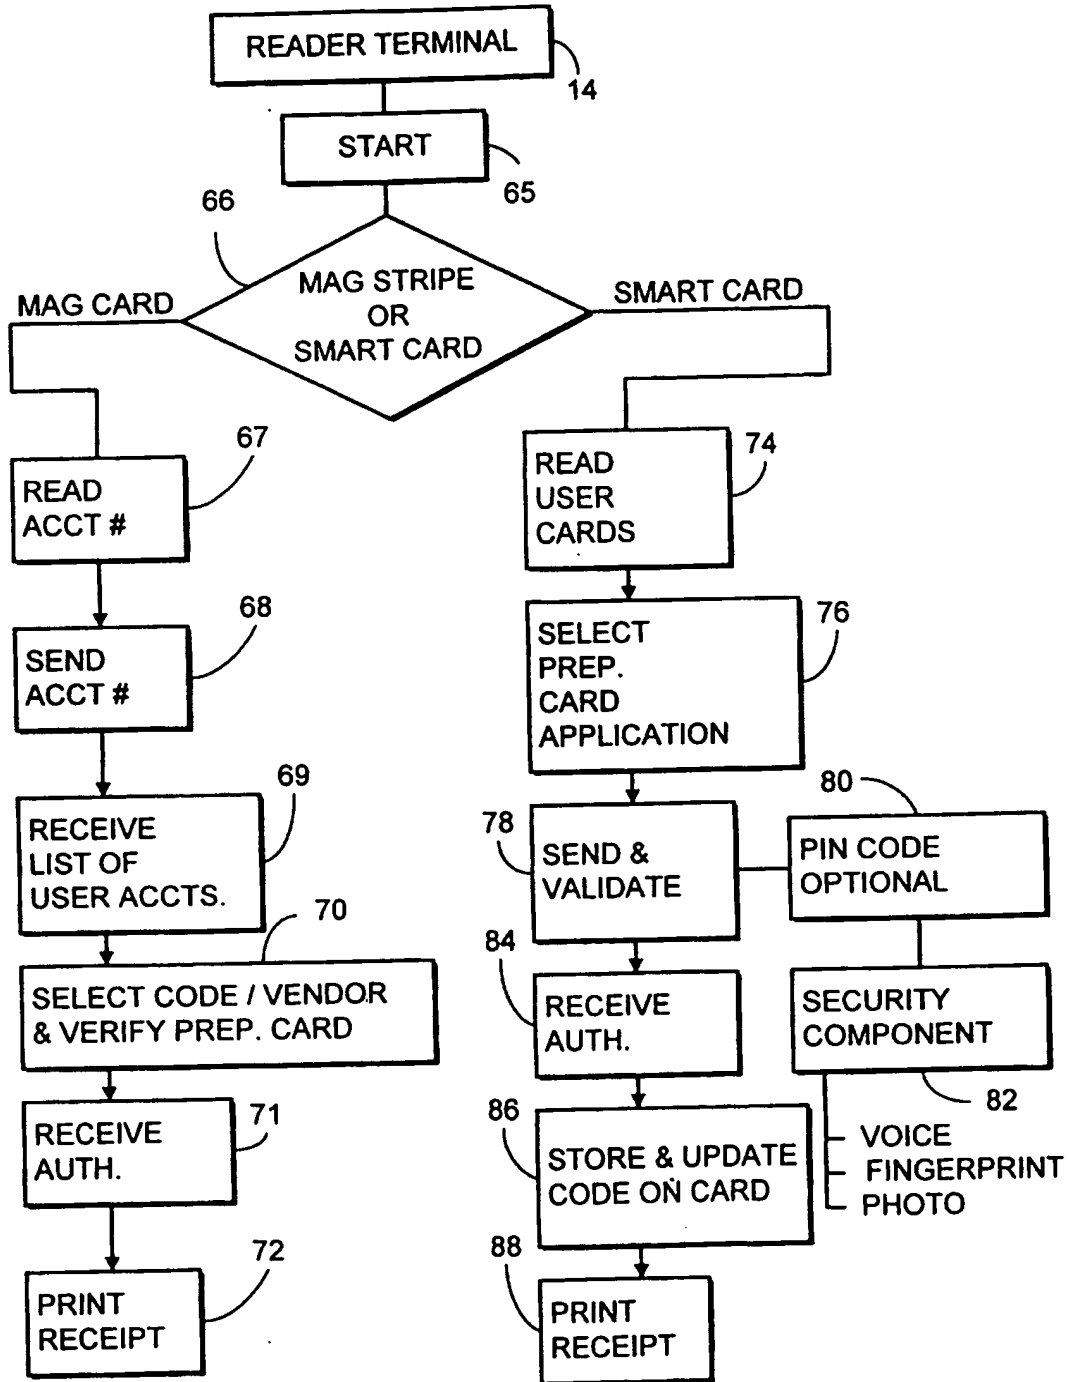 READER TERMINAL
14
START
65
66
MAG STRIPE
OR
SMART CARD
MAG CARD
SMART CARD
67
READ
ACCT #
68
SEND
ACCT #
69
RECEIVE
LIST OF
USER ACCTS.
70
SELECT CODE / VENDOR
& VERIFY PREP. CARD
71
RECEIVE
AUTH.
72
PRINT
RECEIPT
74
READ
USER
CARDS
76
SELECT
PREP.
CARD
APPLICATION
78
SEND &
VALIDATE
80
PIN CODE
OPTIONAL
SECURITY
COMPONENT
82
VOICE
FINGERPRINT
PHOTO
84
RECEIVE
AUTH.
86
STORE & UPDATE
CODE ON CARD
88
PRINT
RECEIPT